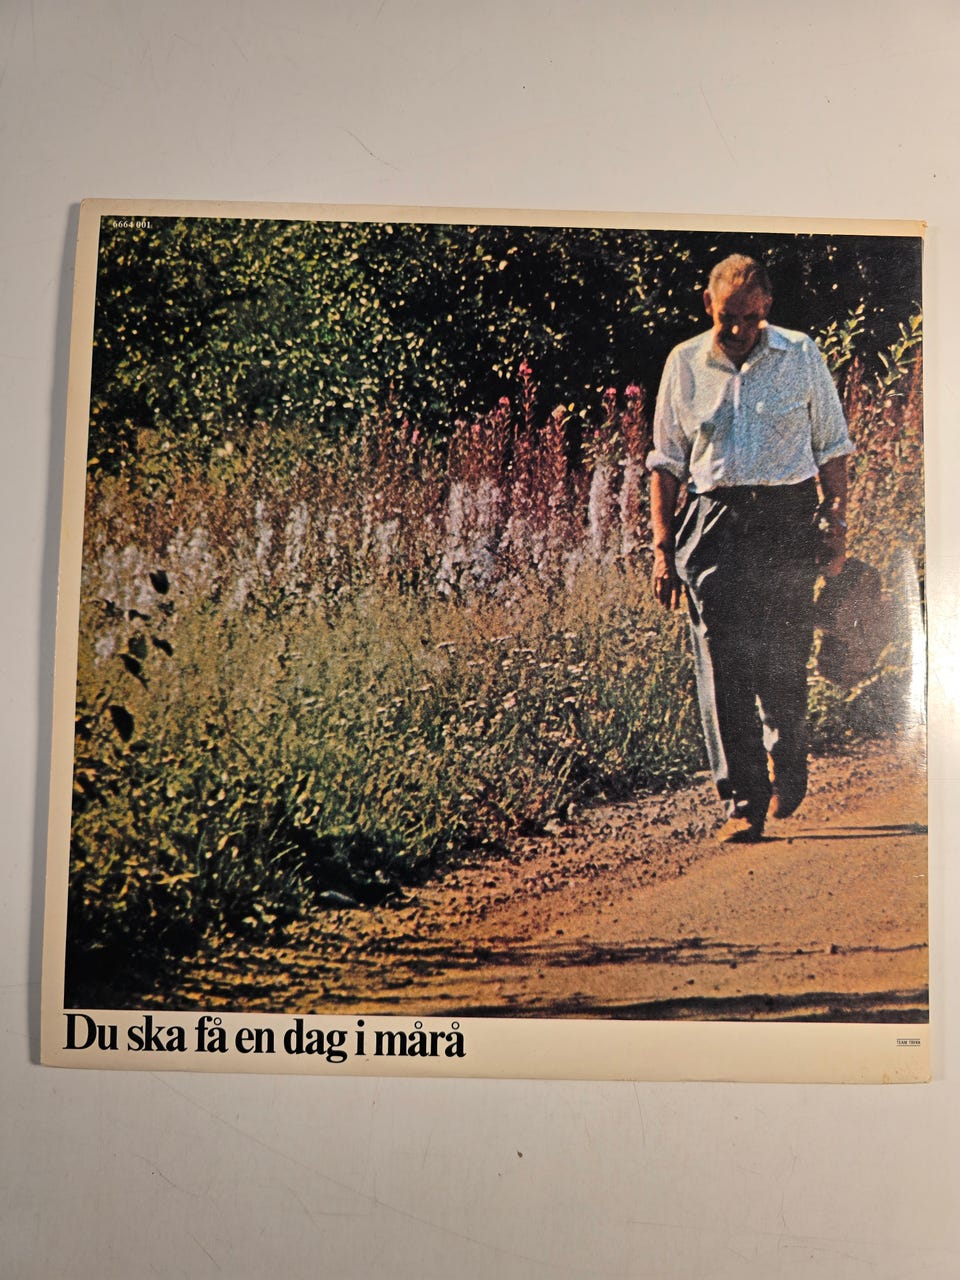 6664 001
Du ska få en dag i mårå